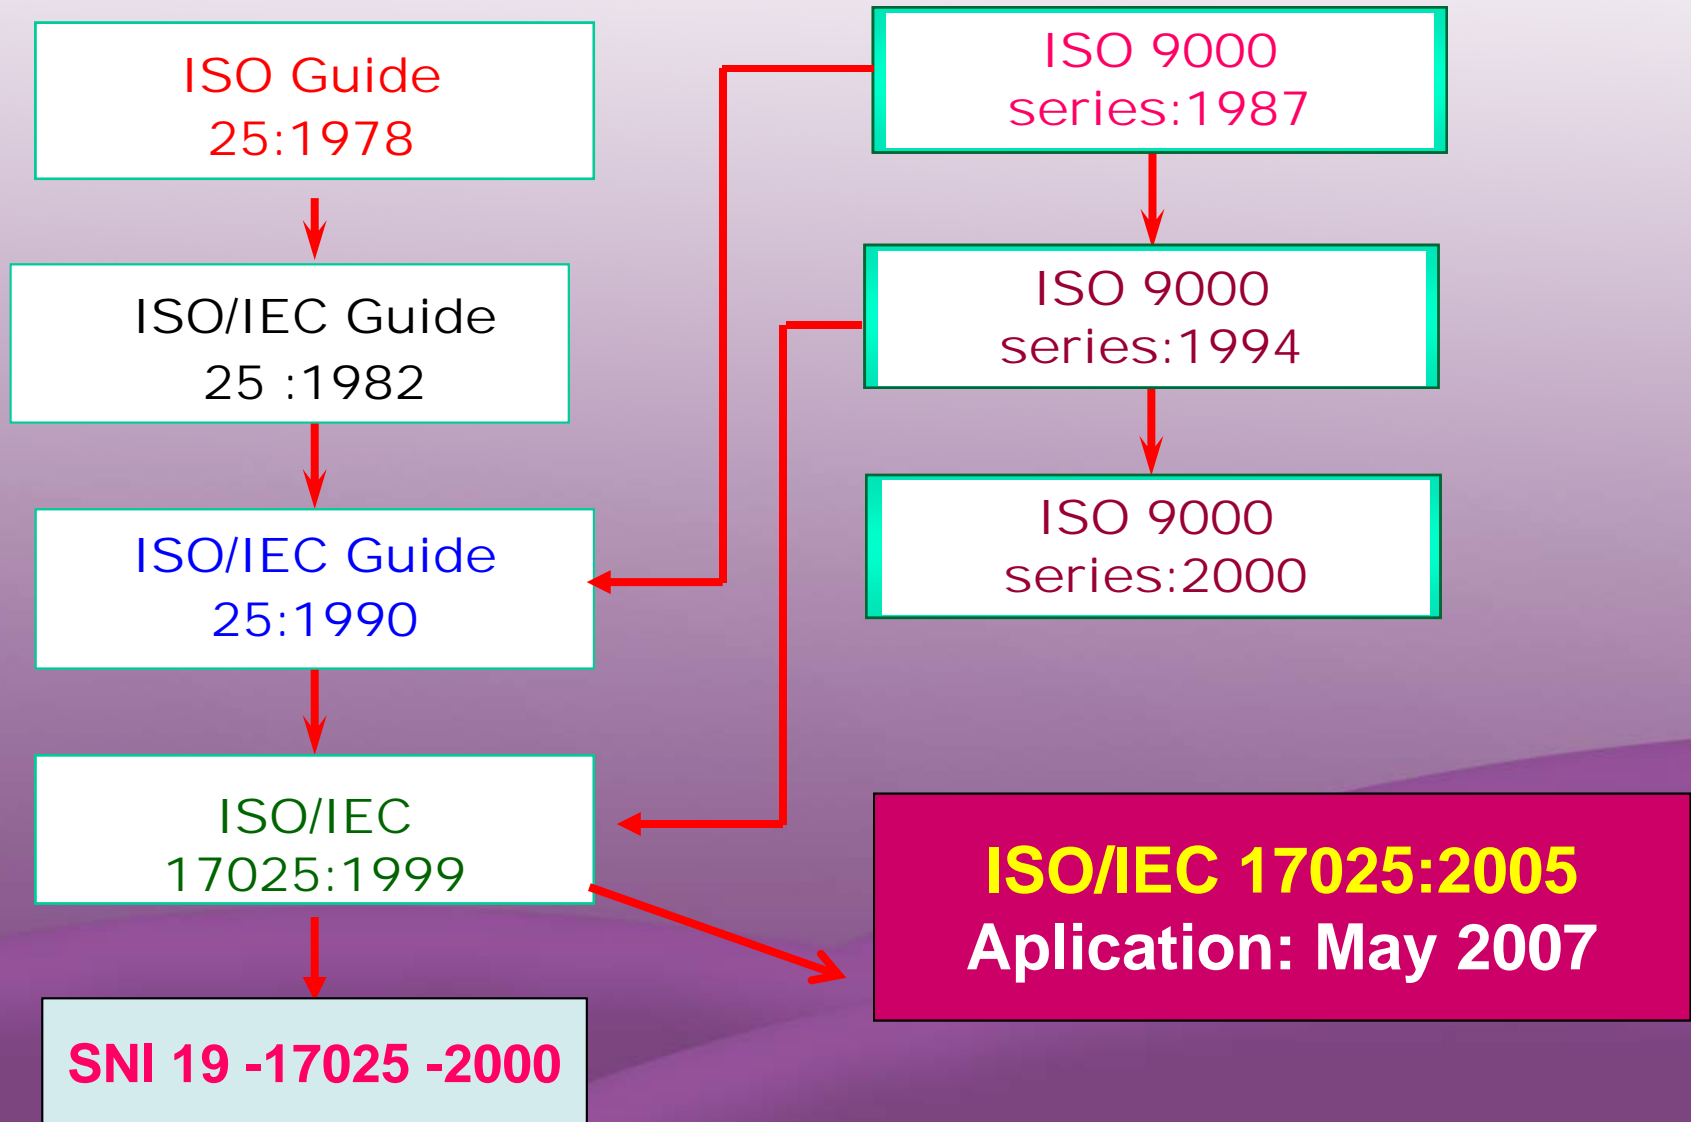 ISO Guide
25:1978
ISO/IEC Guide
25 :1982
ISO/IEC Guide
25:1990
ISO/IEC
17025:1999
SNI 19 -17025 -2000
ISO 9000
series:1987
ISO 9000
series:1994
ISO 9000
series:2000
ISO/IEC 17025:2005
Aplication: May 2007